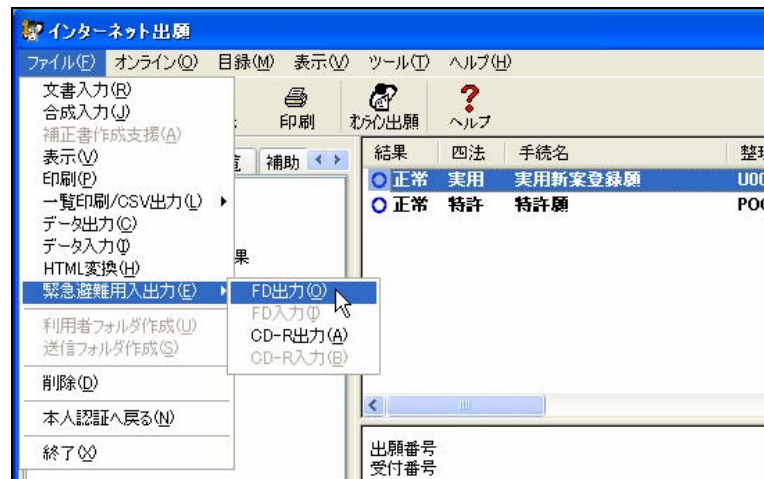 インターネット出願
ファイル(F) オンライン(O) 目録(M) 表示(V) ツール(T) ヘルプ(H)
文書入力(R)
合成入力(J)
補正書作成支援(A)
表示(V)
印刷(P)
一覧印刷/CSV出力(L)
データ出力(C)
データ入力(I)
HTML変換(H)
緊急避難用入出力(E)
利用者フォルダ作成(U)
送信フォルダ作成(S)
削除(D)
本人認証へ戻る(N)
終了(X)
FD出力(O)
FD入力(I)
CD-R出力(A)
CD-R入力(B)
印刷 オンライン出願 ヘルプ
補助
果
結果 四法 手続名 整理
正常 実用 実用新案登録願 U00
正常 特許 特許願 P00
出願番号
受付番号